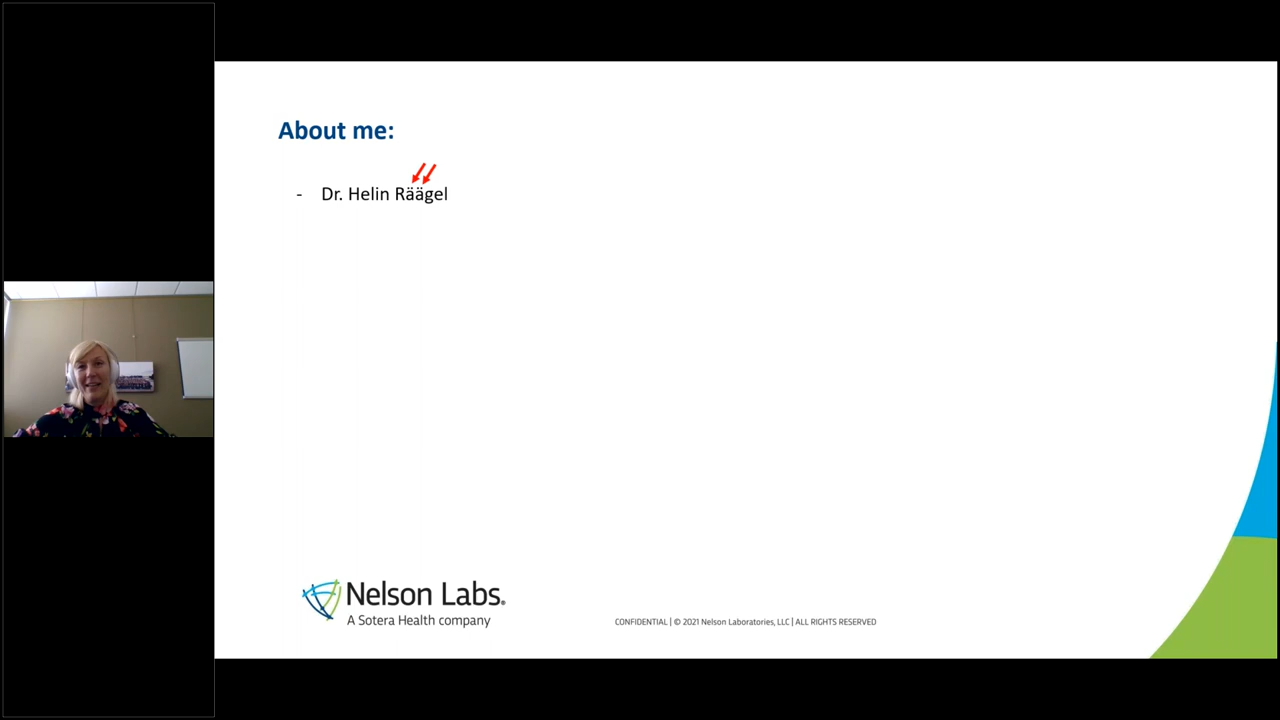 About me:
- Dr. Helin Räägel
Nelson Labs®
A Sotera Health company
CONFIDENTIAL | © 2021 Nelson Laboratories, LLC | ALL RIGHTS RESERVED